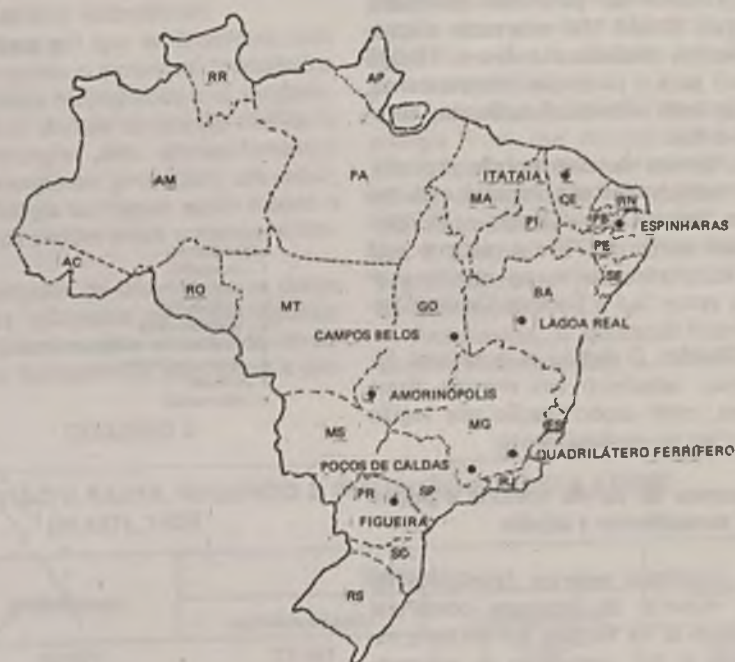 RR
AP
AM
PA
ITATAIA
CE
MA
RN
PI
PB
ESPINHARAS
PE
AC
SE
RO
BA
MT
GO
LAGOA REAL
CAMPOS BELOS
AMORINÓPOLIS
MS
MG
ES
QUADRILÁTERO FERRÍFERO
POÇOS DE CALDAS
RJ
PR
SP
FIGUEIRA
SC
RS